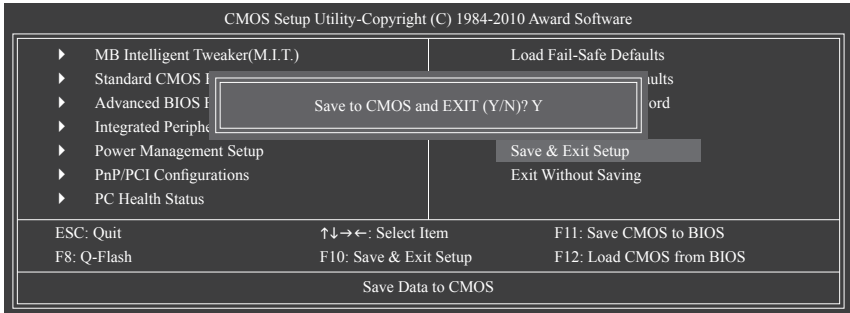 CMOS Setup Utility-Copyright (C) 1984-2010 Award Software
MB Intelligent Tweaker(M.I.T.) Load Fail-Safe Defaults
Standard CMOS
Advanced BIOS
Integrated
Power Management Setup Save & Exit Setup
PnP/PCI Configurations Exit Without Saving
PC Health Status
Save to CMOS and EXIT (Y/N)? Y
ESC: Quit ↑↓→←: Select Item F11: Save CMOS to BIOS
F8: Q-Flash F10: Save & Exit Setup F12: Load CMOS from BIOS
Save Data to CMOS